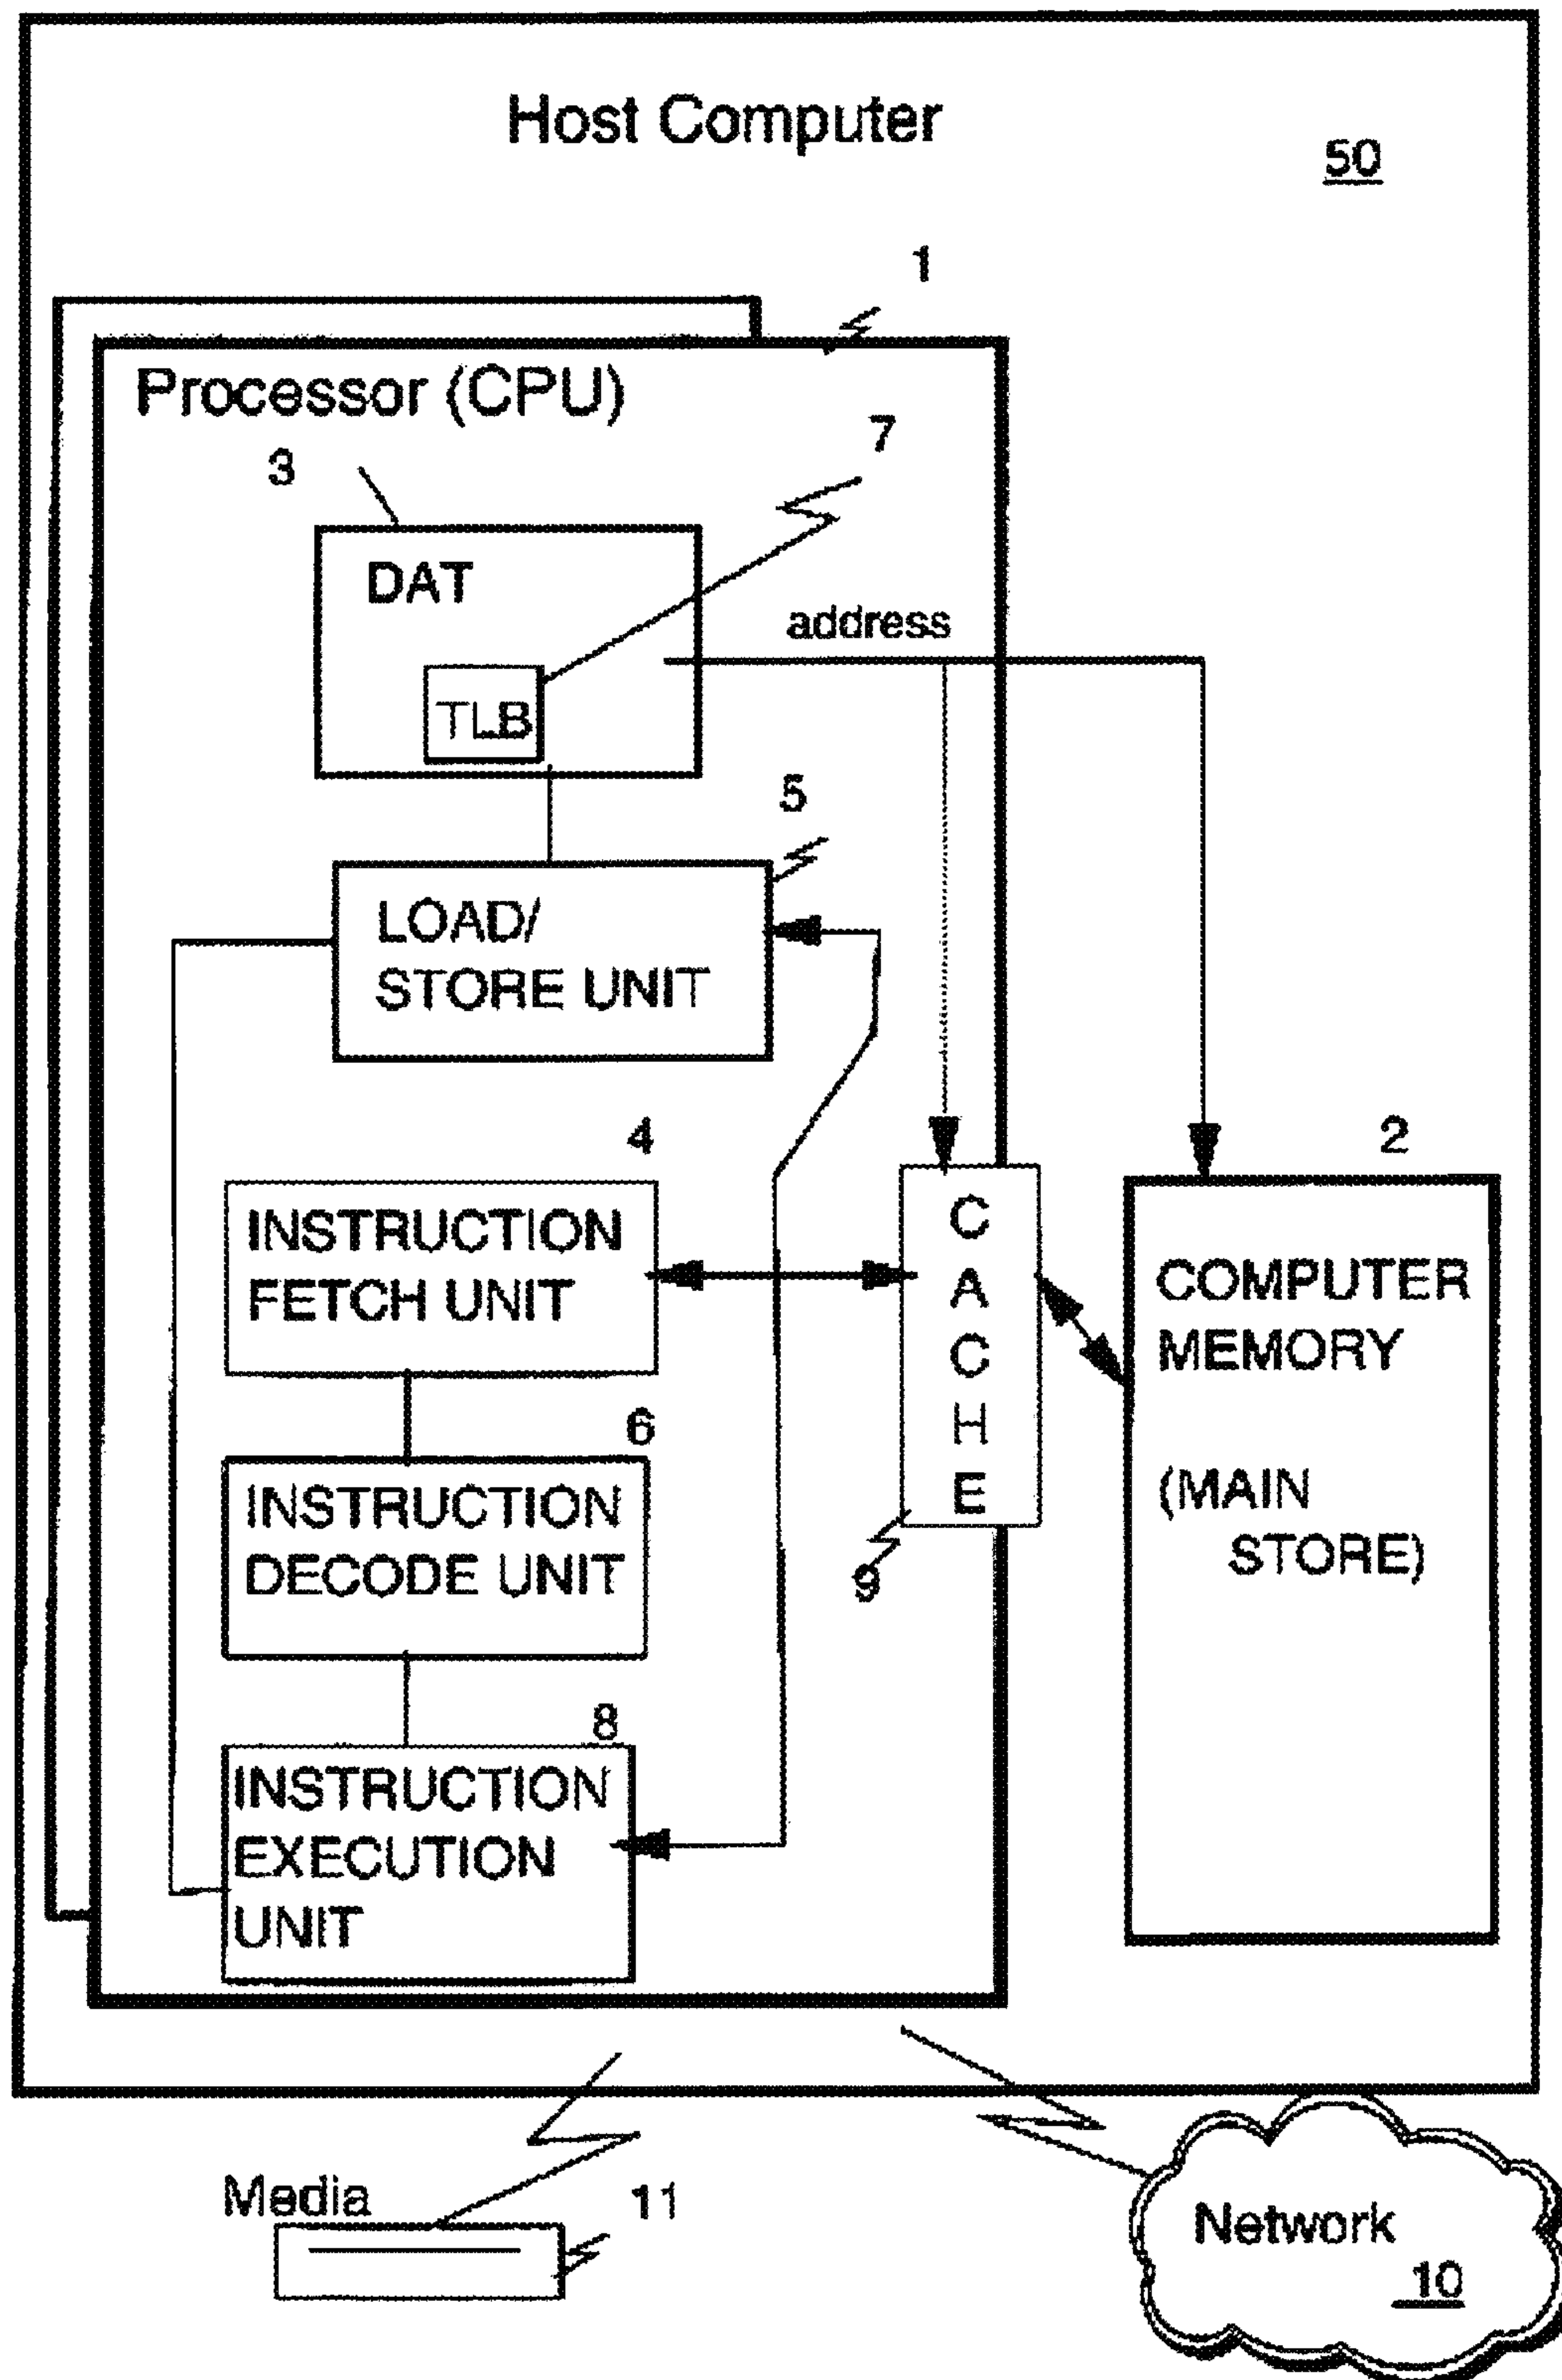 Host Computer
50
1
Processor (CPU)
7
3
DAT
address
TLB
5
LOAD/
STORE UNIT
4
2
INSTRUCTION
FETCH UNIT
C
A
C
H
E
COMPUTER
MEMORY
(MAIN
STORE)
6
INSTRUCTION
DECODE UNIT
9
8
INSTRUCTION
EXECUTION
UNIT
Media
11
Network
10